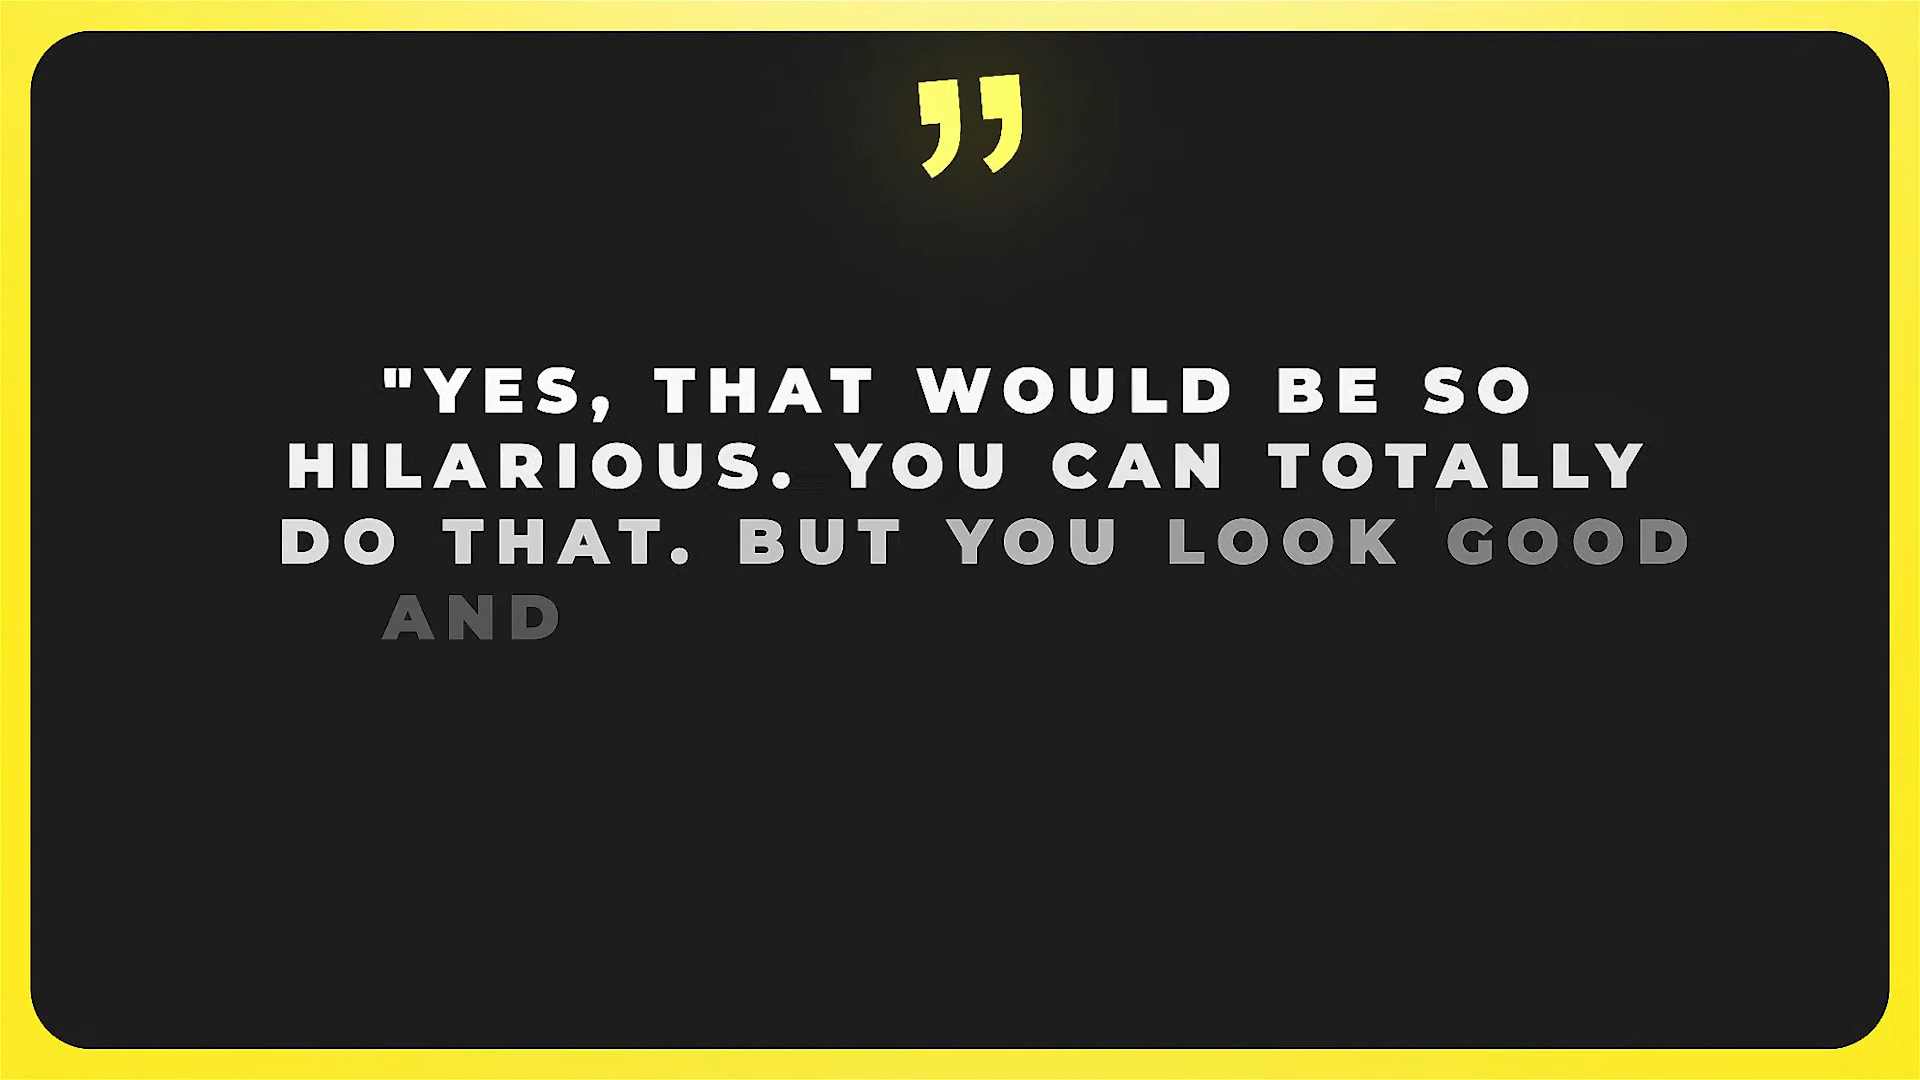 "YES, THAT WOULD BE SO
HILARIOUS. YOU CAN TOTALLY
DO THAT. BUT YOU LOOK GOOD
AND